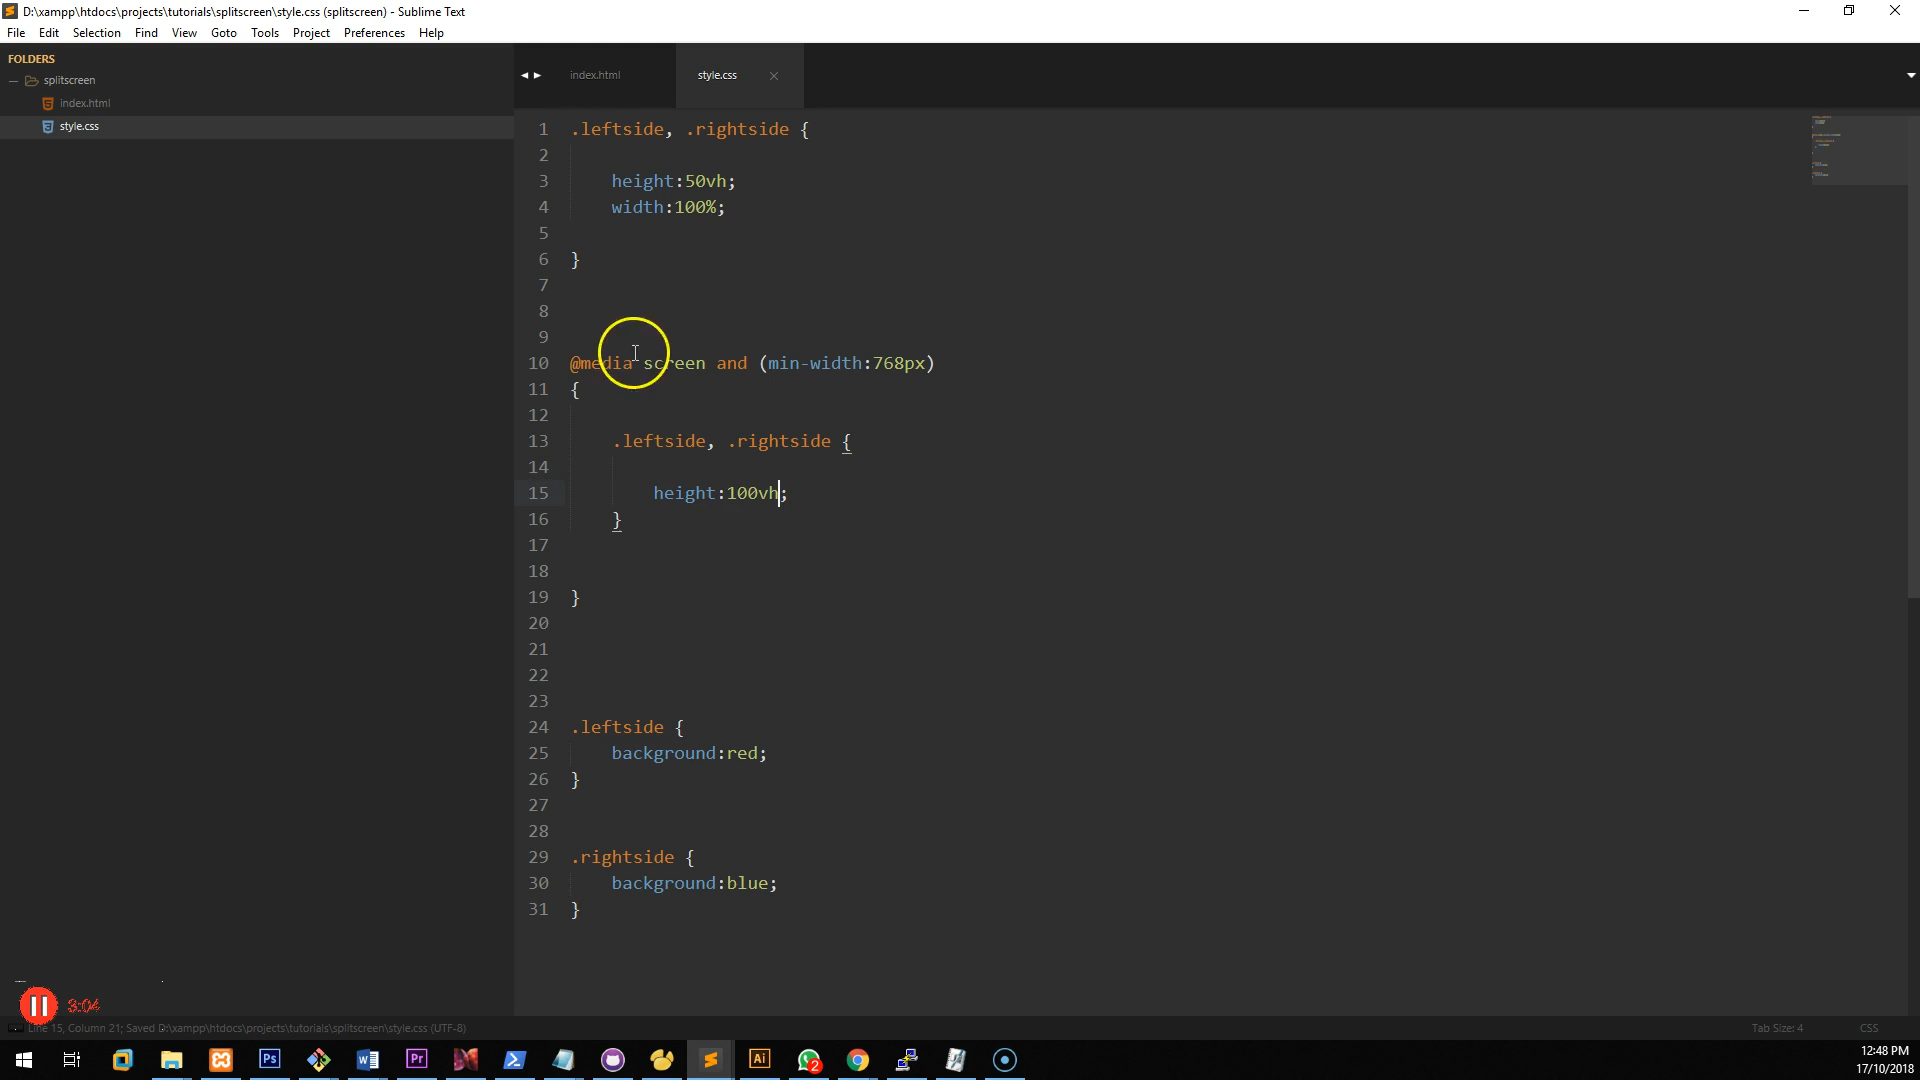 D:\xampp\htdocs\projects\tutorials\splitscreen\style.css (splitscreen) - Sublime Text
File Edit Selection Find View Goto Tools Project Preferences Help
FOLDERS
splitscreen
index.html
style.css
index.html style.css
1 .leftside, .rightside {
2
3 height:50vh;
4 width:100%;
5
6 }
7
8
9
10 @media screen and (min-width:768px)
11 {
12
13 .leftside, .rightside {
14
15 height:100vh;
16 }
17
18
19 }
20
21
22
23
24 .leftside {
25 background:red;
26 }
27
28
29 .rightside {
30 background:blue;
31 }
3:04
Line 15, Column 21; Saved D:\xampp\htdocs\projects\tutorials\splitscreen\style.css (UTF-8) Tab Size: 4 CSS
Ps Pr Ai 2
12:48 PM
17/10/2018